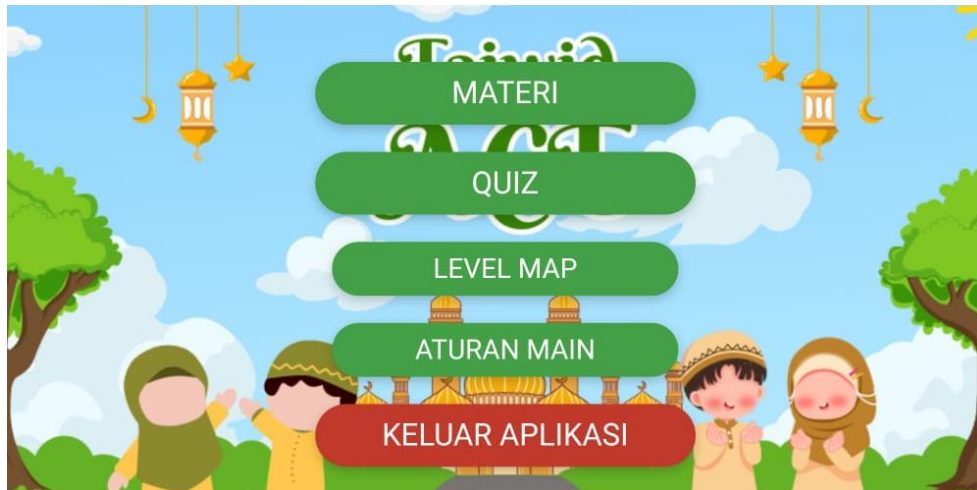 MATERI
QUIZ
LEVEL MAP
ATURAN MAIN
KELUAR APLIKASI